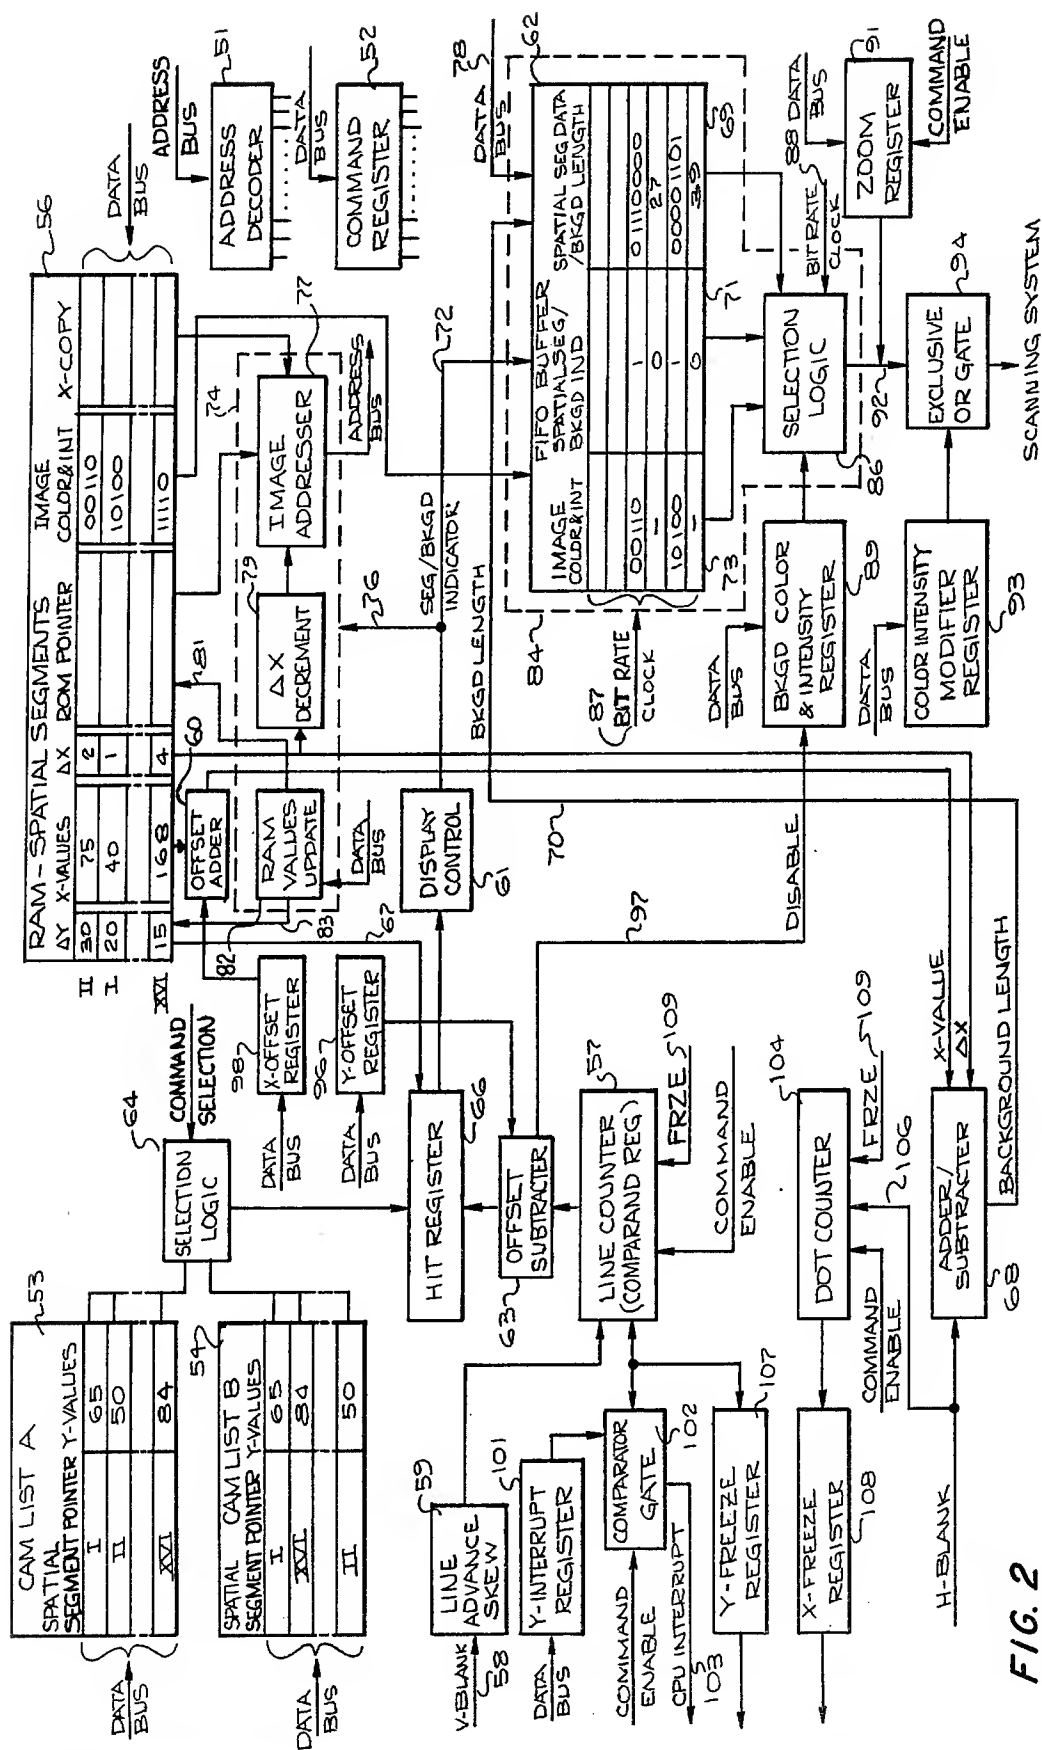 CAM LIST A
53
SPATIAL
SEGMENT POINTER Y-VALUES
I 65
II 50
XVI 84
DATA
BUS
54
CAM LIST B
SPATIAL
SEGMENT POINTER Y-VALUES
I 65
XVI 84
II 50
DATA
BUS
64
COMMAND
SELECTION
SELECTION
LOGIC
RAM-SPATIAL SEGMENTS
56
ΔY X-VALUES ΔX ROM POINTER
IMAGE
COLOR&INT
X-COPY
II 30 75 2 00110
I 20 40 1 10100
XVI 15 168 4 1110
DATA
BUS
ADDRESS
BUS
51
ADDRESS
DECODER
DATA
BUS
52
COMMAND
REGISTER
60
OFFSET
ADDER
81
82
83
67
74
RAM
VALUES
UPDATE
DATA
BUS
79
ΔX
DECREMENT
77
IMAGE
ADDRESSER
ADDRESS
BUS
76
98
X-OFFSET
REGISTER
DATA
BUS
96
Y-OFFSET
REGISTER
DATA
BUS
HIT REGISTER
66
DISPLAY
CONTROL
61
SEG/BKGD
INDICATOR
72
BKGD LENGTH
70
OFFSET
SUBTRACTER
63
97
DISABLE
V-BLANK
58
LINE
ADVANCE
SKEW
59
LINE COUNTER
(COMPARAND REG)
57
FRZE
109
COMMAND
ENABLE
DATA
BUS
Y-INTERRUPT
REGISTER
101
COMPARATOR
GATE
102
COMMAND
ENABLE
CPU INTERRUPT
103
Y-FREEZE
REGISTER
107
X-FREEZE
REGISTER
108
DOT COUNTER
104
FRZE
109
106
COMMAND
ENABLE
H-BLANK
ADDER/
SUBTRACTER
68
X-VALUE
ΔX
BACKGROUND LENGTH
DATA
BUS
78
62
84
FIFO BUFFER
IMAGE
COLOR&INT
SPATIAL SEG/
BKGD IND
SPATIAL SEG DATA
/BKGD LENGTH
00110 1 0110000
– 0 27
10100 1 00001101
– 0 39
73
71
69
87
BIT RATE
CLOCK
DATA
BUS
BKGD COLOR
& INTENSITY
REGISTER
89
SELECTION
LOGIC
86
BIT RATE
CLOCK
88
DATA
BUS
ZOOM
REGISTER
91
COMMAND
ENABLE
92
DATA
BUS
COLOR INTENSITY
MODIFIER
REGISTER
93
EXCLUSIVE
OR GATE
94
SCANNING SYSTEM
FIG. 2